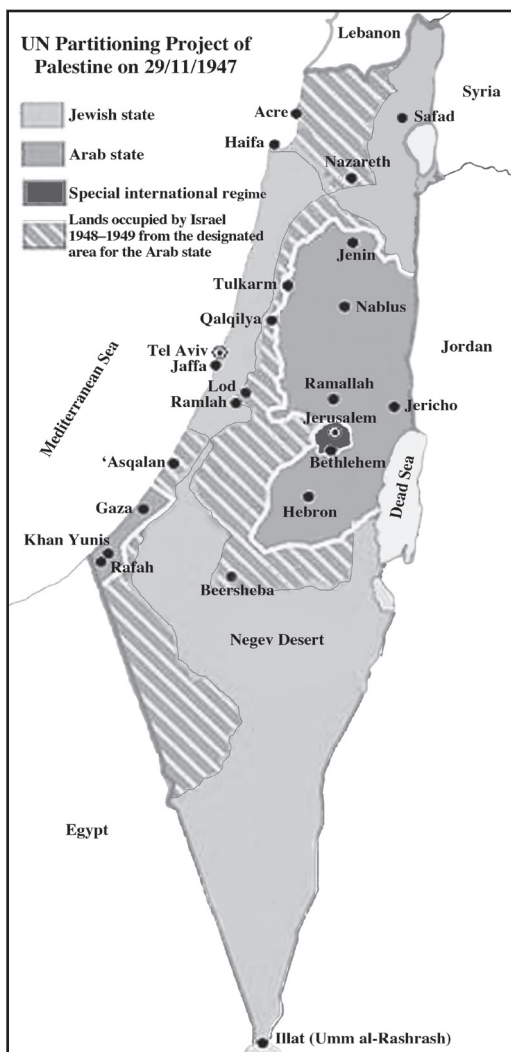 UN Partitioning Project of
Palestine on 29/11/1947
Jewish state
Arab state
Special international regime
Lands occupied by Israel
1948–1949 from the designated
area for the Arab state
Lebanon
Syria
Acre
Safad
Haifa
Nazareth
Jenin
Tulkarm
Nablus
Qalqilya
Jordan
Tel Aviv
Jaffa
Mediterranean Sea
Lod
Ramallah
Ramlah
Jericho
Jerusalem
Bethlehem
‘Asqalan
Dead Sea
Hebron
Gaza
Khan Yunis
Rafah
Beersheba
Negev Desert
Egypt
Illat (Umm al-Rashrash)